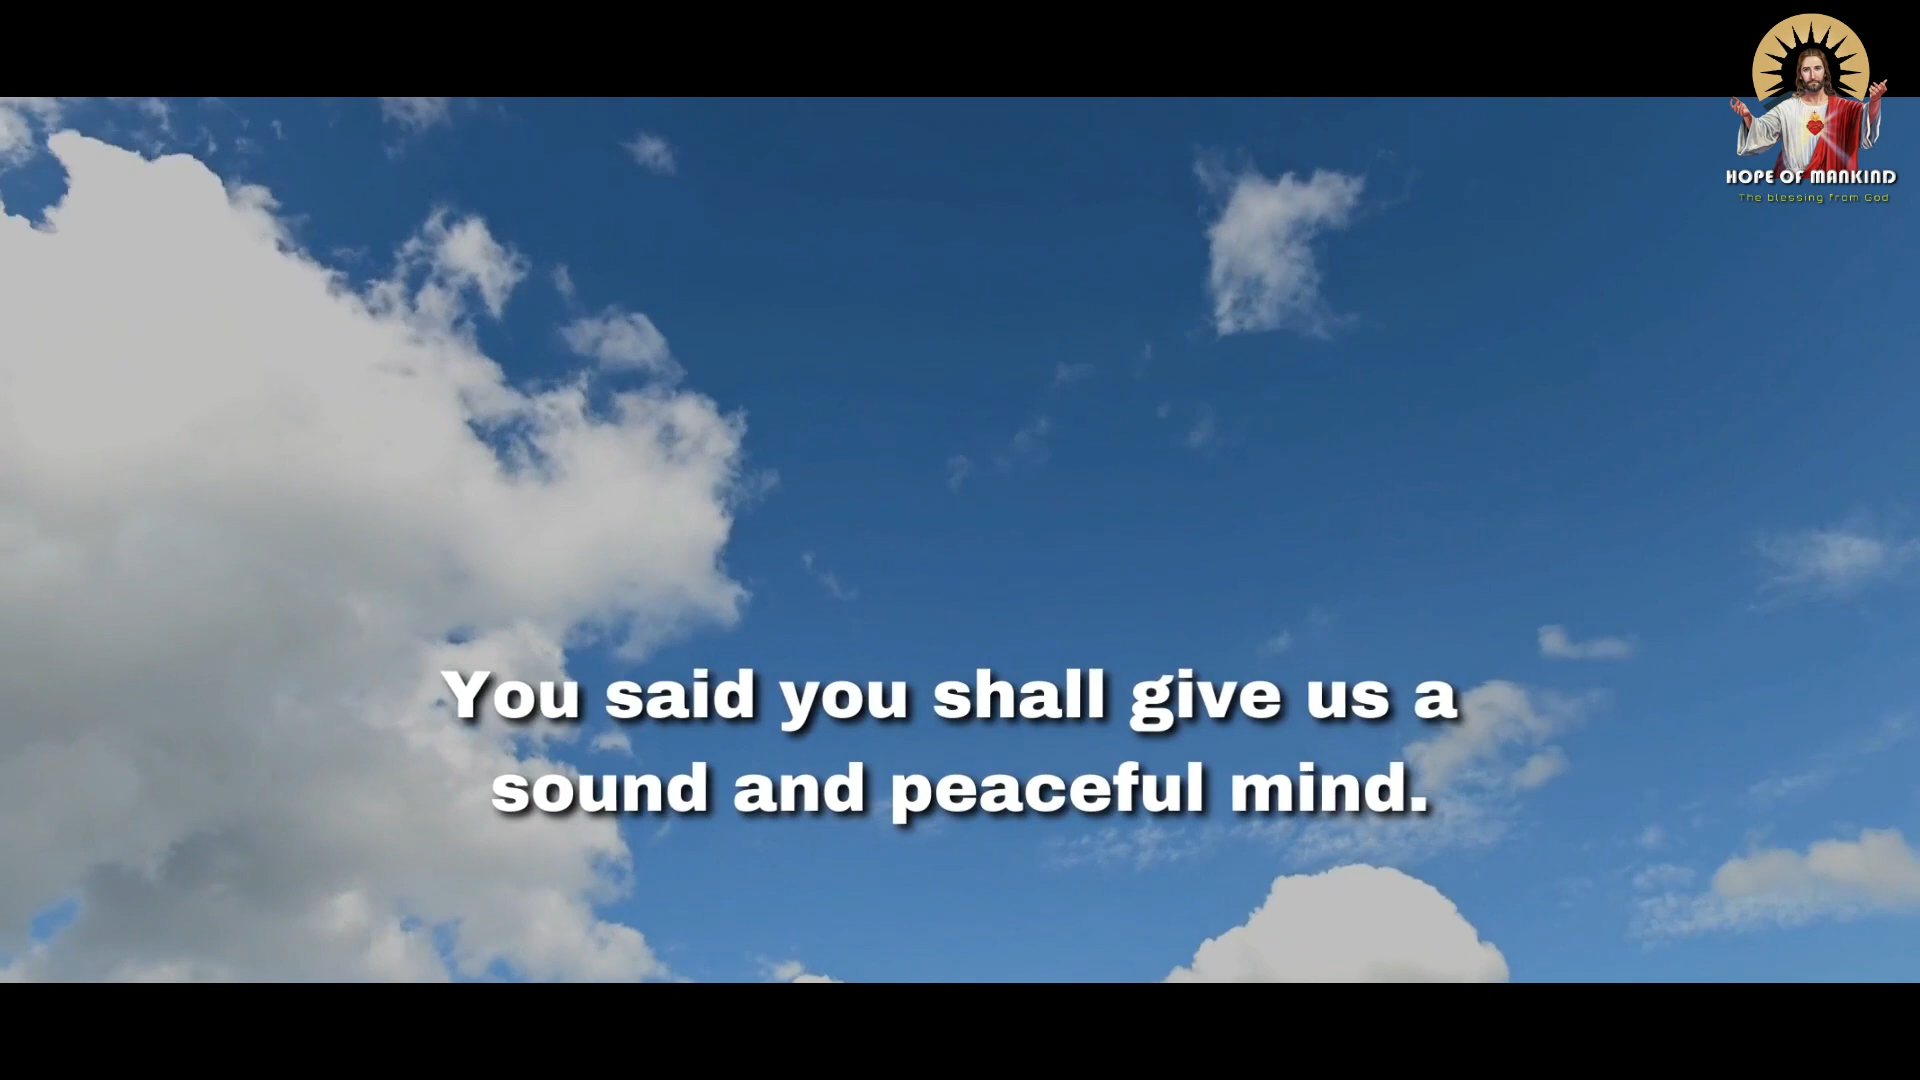 HOPE OF MANKIND
The blessing from God
You said you shall give us a
sound and peaceful mind.